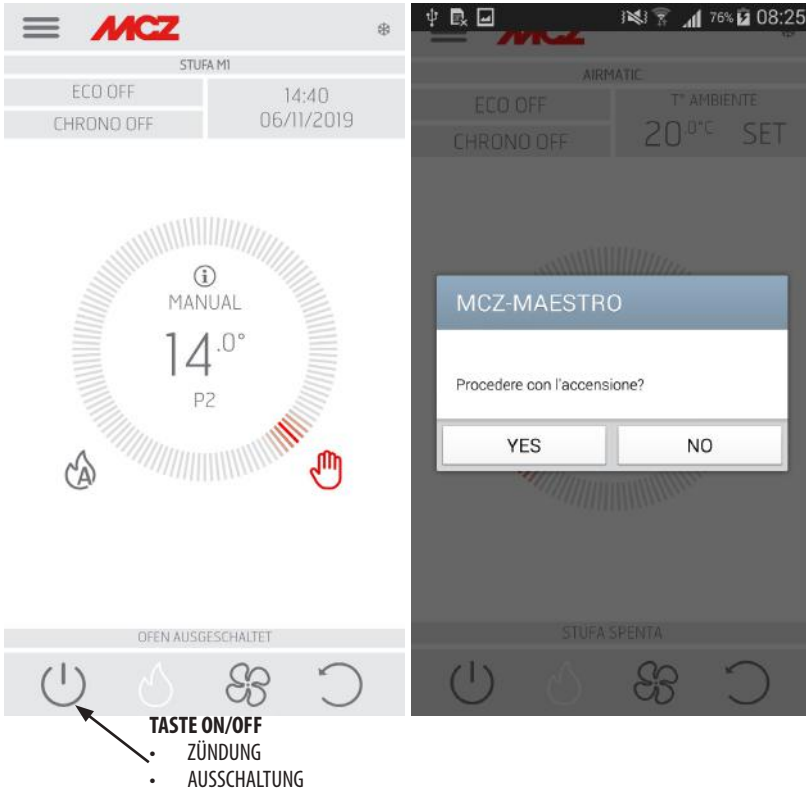 MCZ
STUFA M1
ECO OFF
CHRONO OFF
14:40
06/11/2019
i
MANUAL
14.0°
P2
A
OFEN AUSGESCHALTET
TASTE ON/OFF
• ZÜNDUNG
• AUSSCHALTUNG
76% 08:25
MCZ
AIRMATIC
ECO OFF
CHRONO OFF
T° AMBIENTE
20.0°C SET
MCZ-MAESTRO
Procedere con l'accensione?
YES NO
STUFA SPENTA